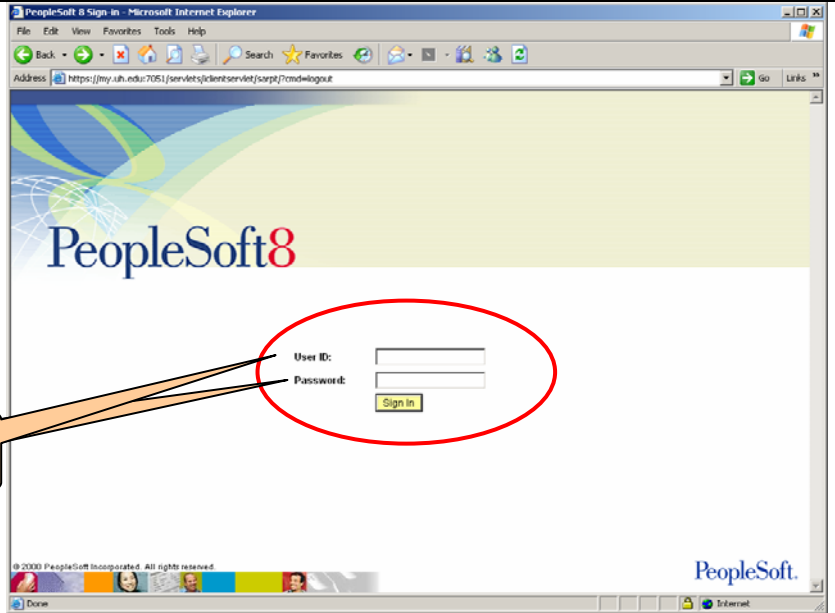 PeopleSoft 8 Sign-in - Microsoft Internet Explorer
File Edit View Favorites Tools Help
Back Search Favorites
Address https://my.uh.edu:7051/servlets/iclientservlet/sarpt/?cmd=logout Go Links »
PeopleSoft8
User ID:
Password:
Sign In
© 2000 PeopleSoft Incorporated. All rights reserved.
PeopleSoft.
Done Internet